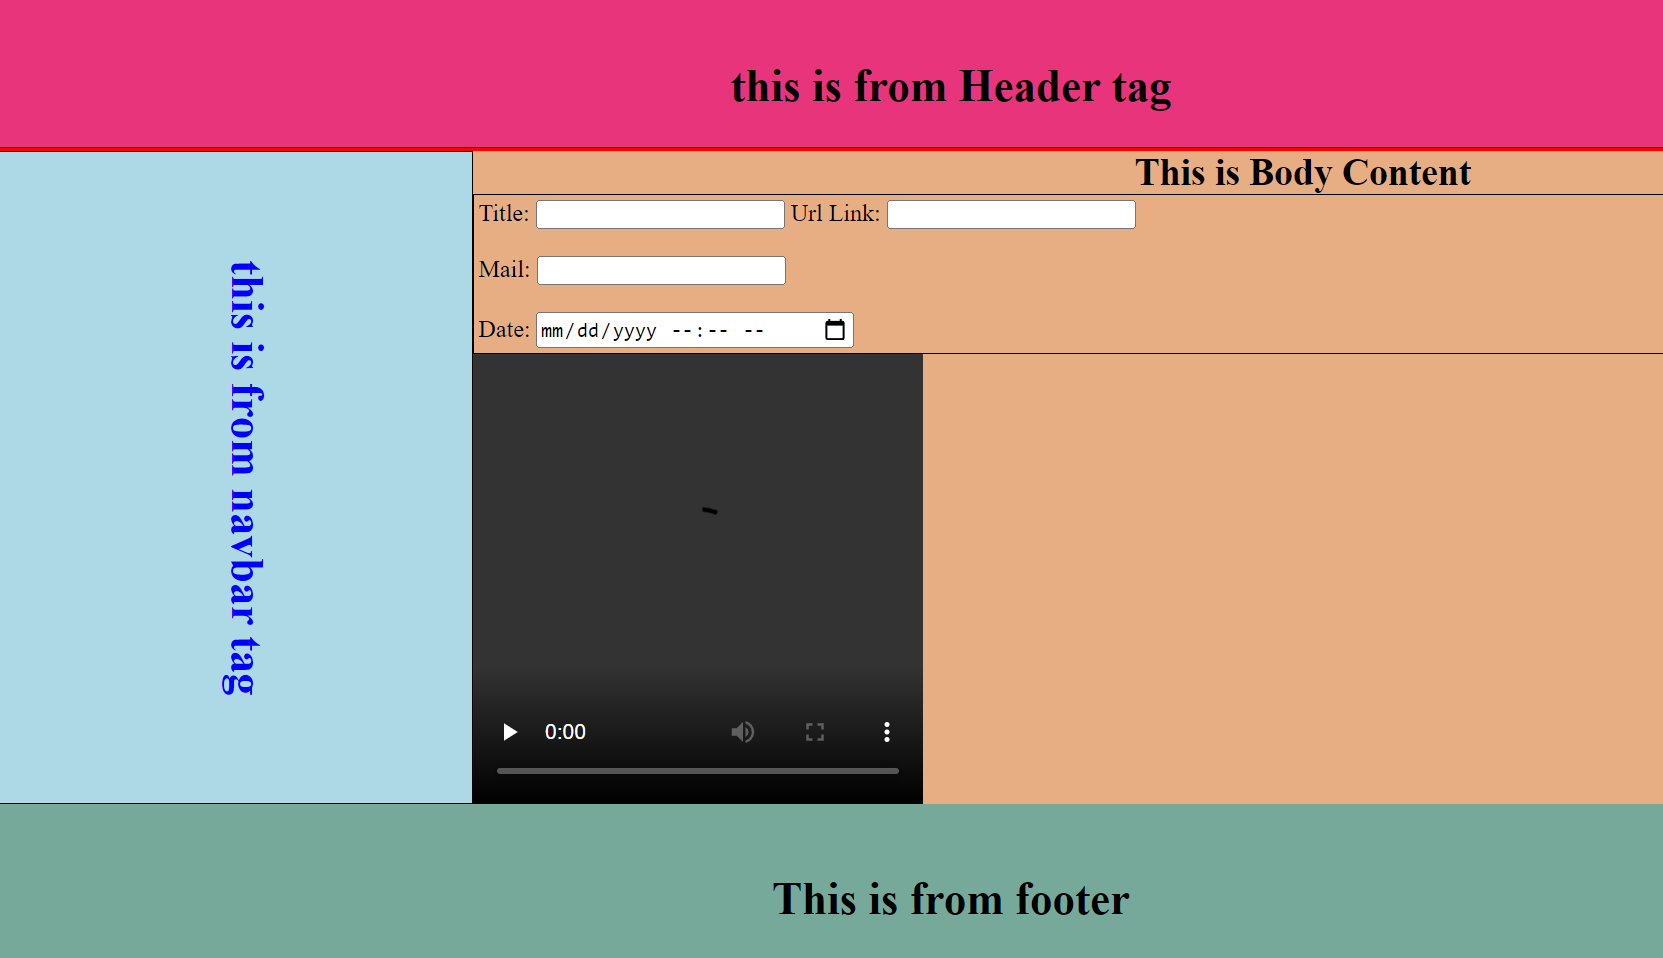 this is from Header tag
this is from navbar tag
This is Body Content
Title: Url Link:
Mail:
Date: mm/dd/yyyy --:-- --
0:00
This is from footer